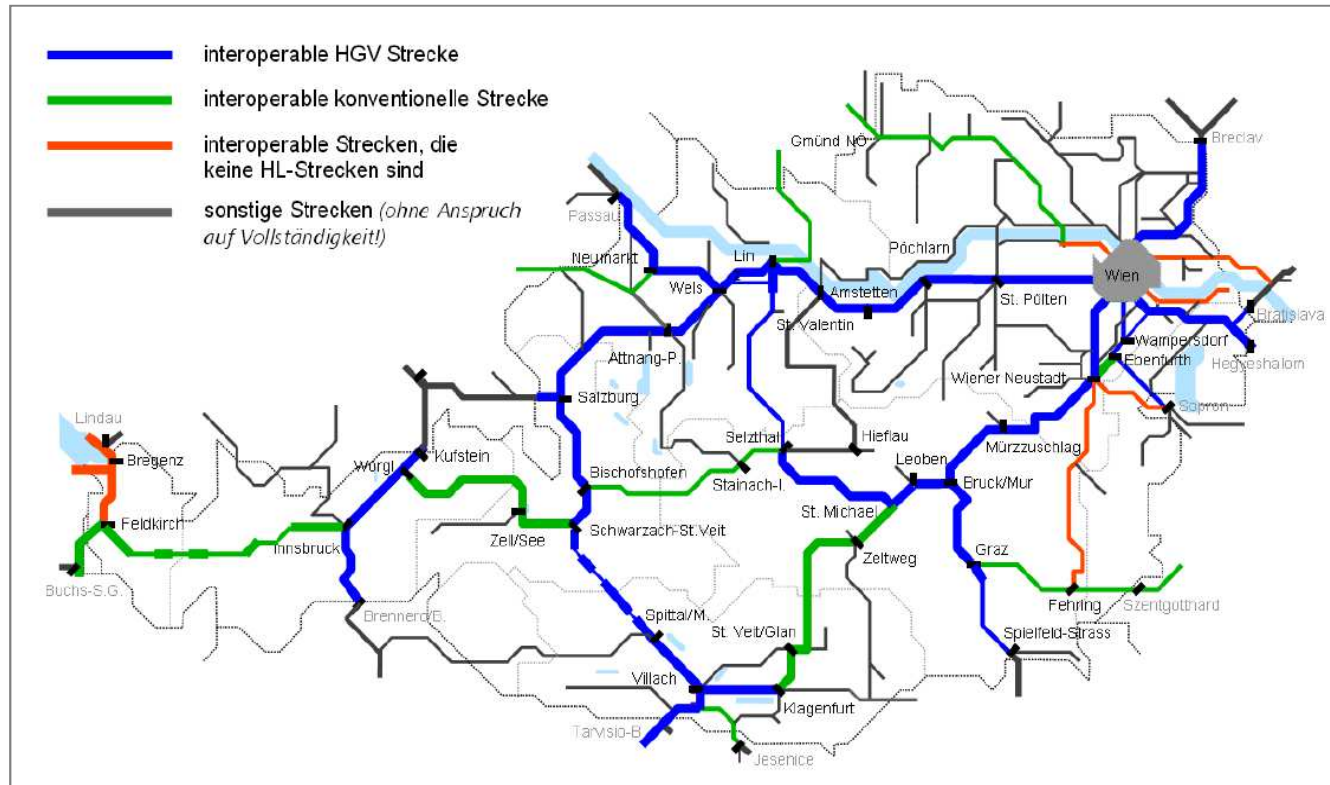 interoperable HGV Strecke
interoperable konventionelle Strecke
interoperable Strecken, die
keine HL-Strecken sind
sonstige Strecken (ohne Anspruch
auf Vollständigkeit!)
Gmünd NÖ
Breclav
Passau
Neumarkt
Lin
Pöchlarn
Wien
Wels
Amstetten
St. Pölten
St. Valentin
Bratislava
Attnang-P.
Wampersdorf
Ebenfurth
Hegyeshalom
Wiener Neustadt
Salzburg
Sopron
Lindau
Bregenz
Kufstein
Wörgl
Selzthal
Hieflau
Mürzzuschlag
Bischofshofen
Stainach-I.
Leoben
Bruck/Mur
Feldkirch
Innsbruck
Zell/See
Schwarzach-St.Veit
St. Michael
Zeltweg
Graz
Buchs-S.G.
Brennero/B.
Fehring
Szentgotthard
Spittal/M.
St. Veit/Glan
Spielfeld-Strass
Villach
Klagenfurt
Tarvisio-B
Jesenice